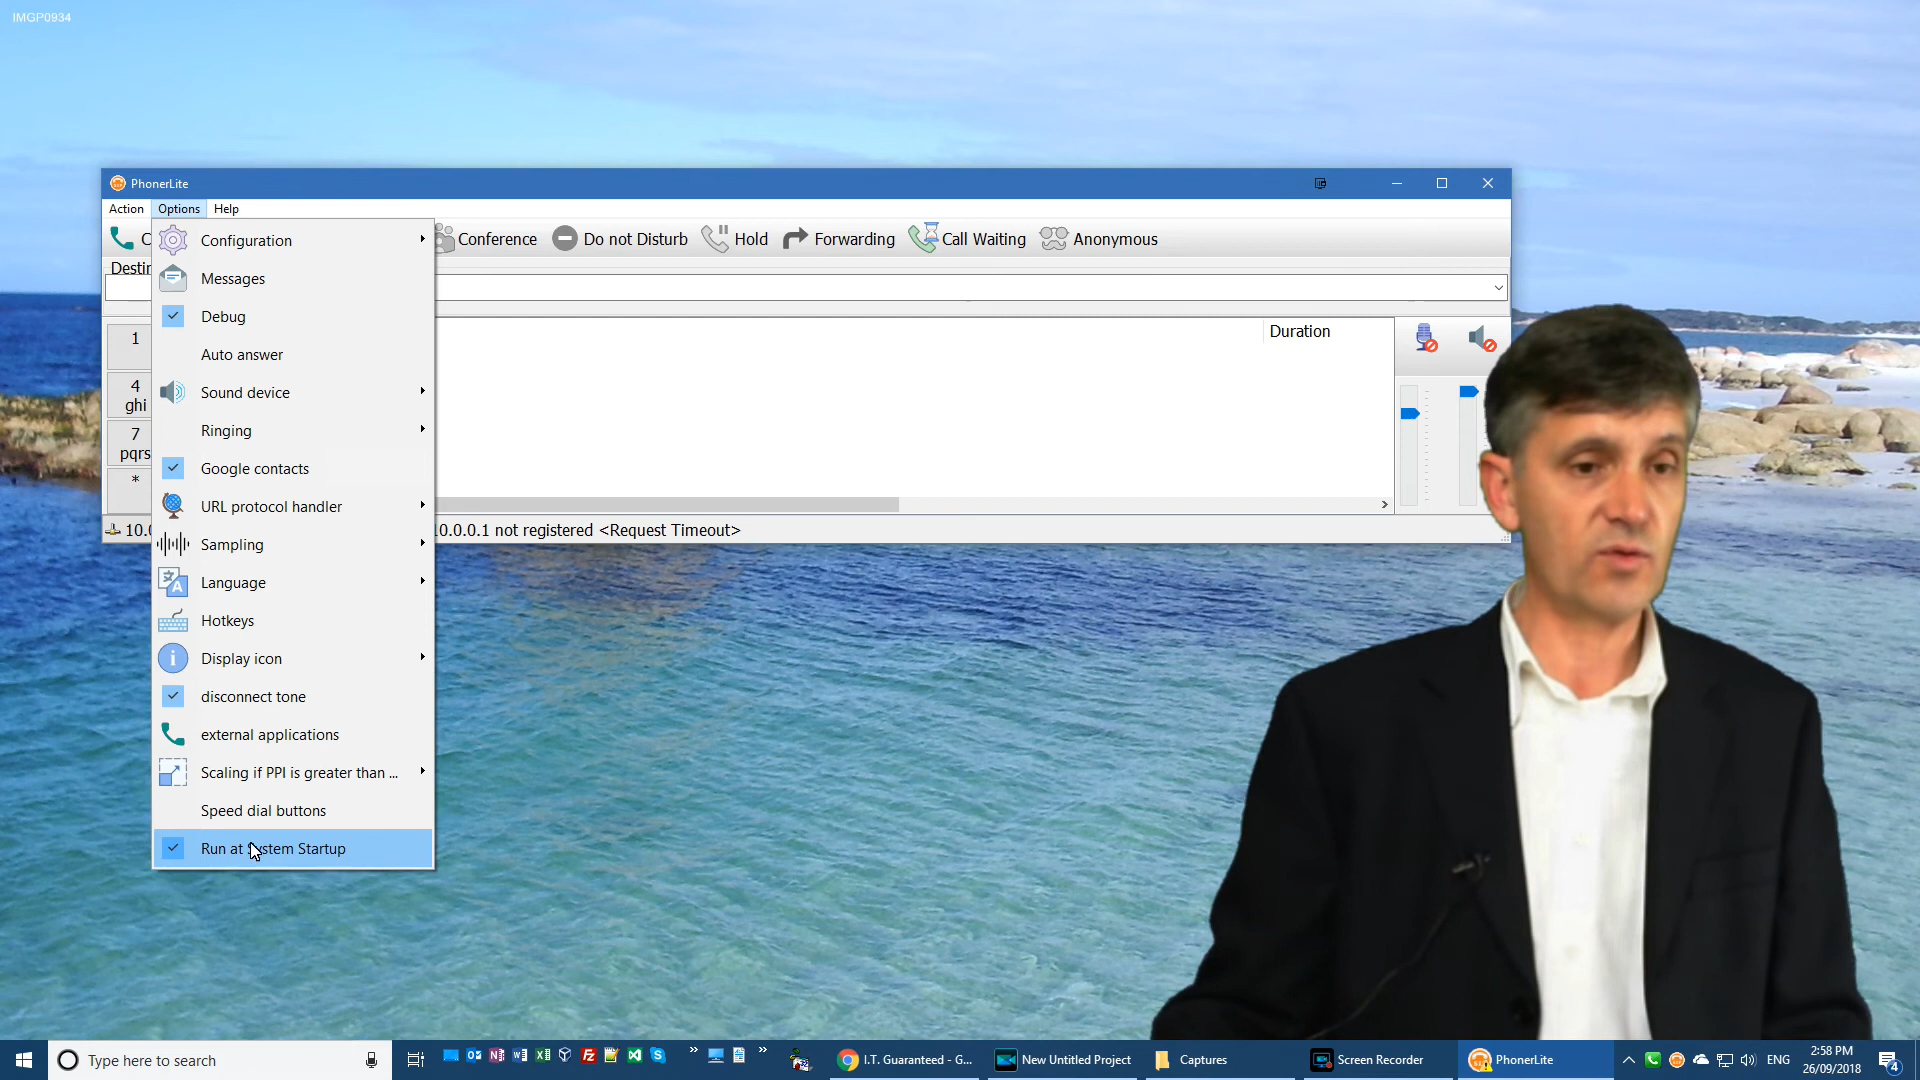 IMGP0934
PhonerLite
Action Options Help
C
Conference Do not Disturb Hold Forwarding Call Waiting Anonymous
Destin
Duration
1
4
ghi
7
pqrs
*
10.0
10.0.0.1 not registered <Request Timeout>
Configuration
Messages
Debug
Auto answer
Sound device
Ringing
Google contacts
URL protocol handler
Sampling
Language
Hotkeys
Display icon
disconnect tone
external applications
Scaling if PPI is greater than ...
Speed dial buttons
Run at System Startup
Type here to search
I.T. Guaranteed - G...
New Untitled Project
Captures
Screen Recorder
PhonerLite
ENG
2:58 PM
26/09/2018
4